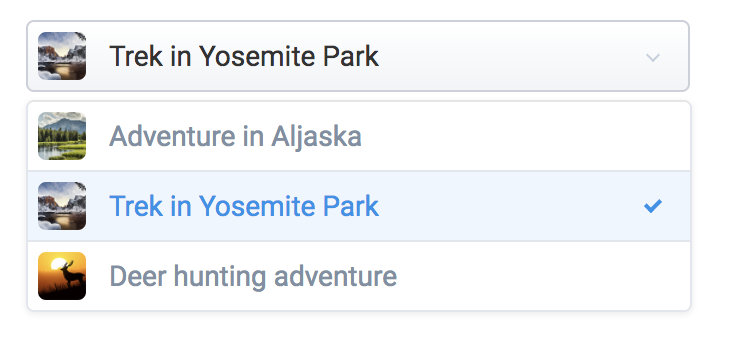 Trek in Yosemite Park
Adventure in Aljaska
Trek in Yosemite Park
Deer hunting adventure